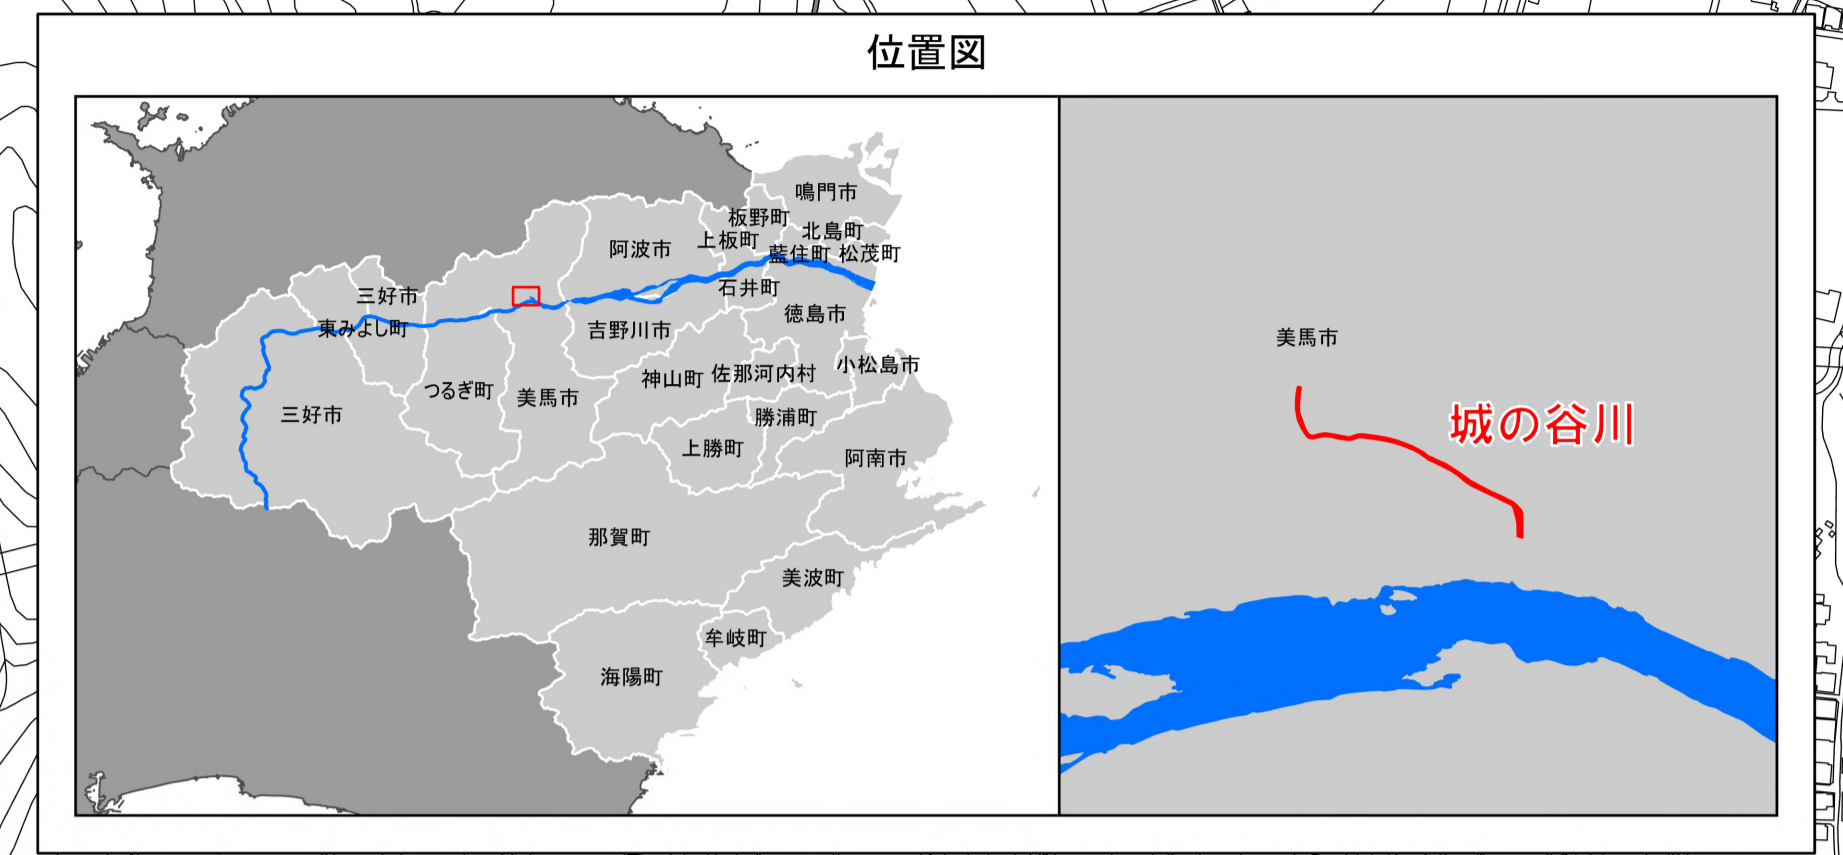 位置図
鳴門市
板野町
北島町
上板町
阿波市
藍住町
松茂町
石井町
三好市
徳島市
東みよし町
吉野川市
小松島市
佐那河内村
神山町
つるぎ町
美馬市
三好市
勝浦町
上勝町
阿南市
那賀町
美波町
牟岐町
海陽町
美馬市
城の谷川